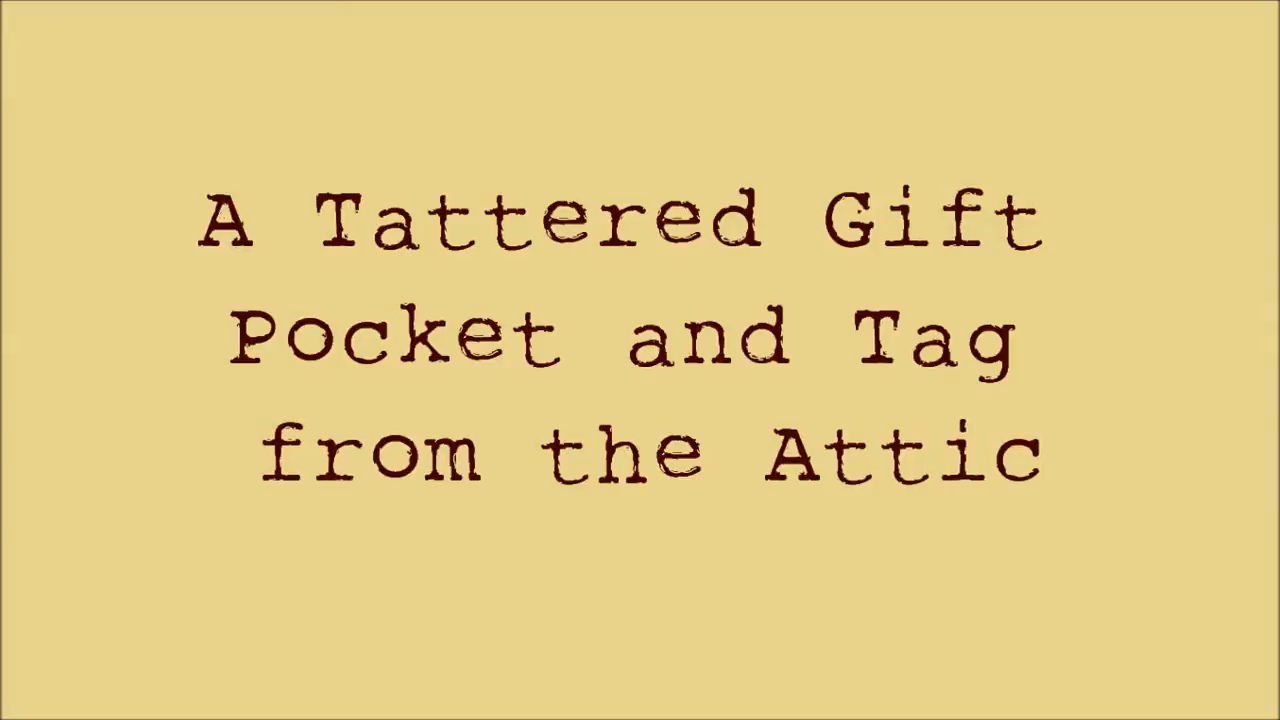 A Tattered Gift
Pocket and Tag
from the Attic